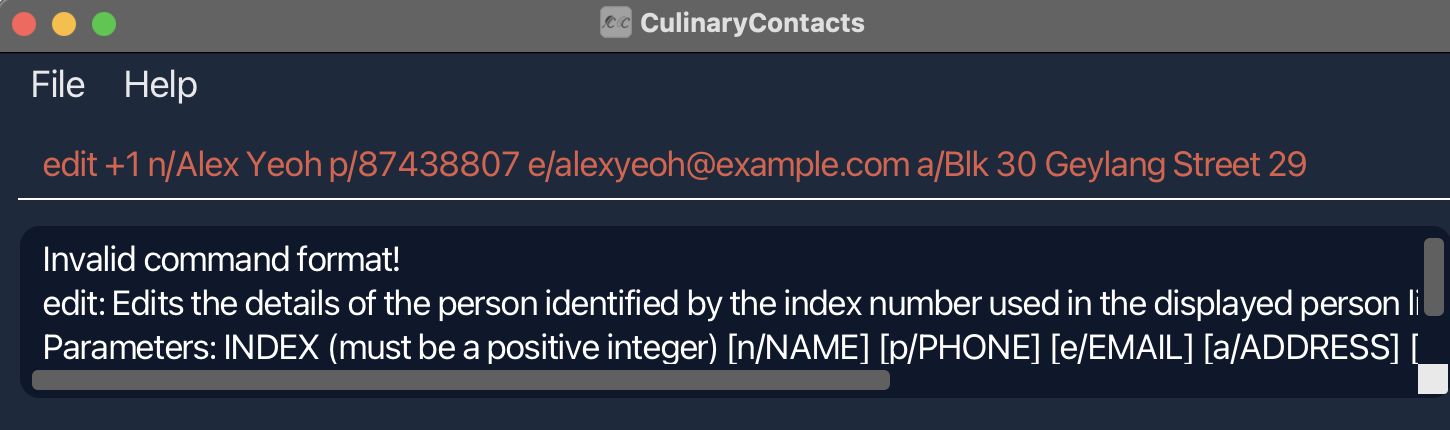 CulinaryContacts
File Help
edit +1 n/Alex Yeoh p/87438807 e/alexyeoh@example.com a/Blk 30 Geylang Street 29
Invalid command format!
edit: Edits the details of the person identified by the index number used in the displayed person li
Parameters: INDEX (must be a positive integer) [n/NAME] [p/PHONE] [e/EMAIL] [a/ADDRESS] [